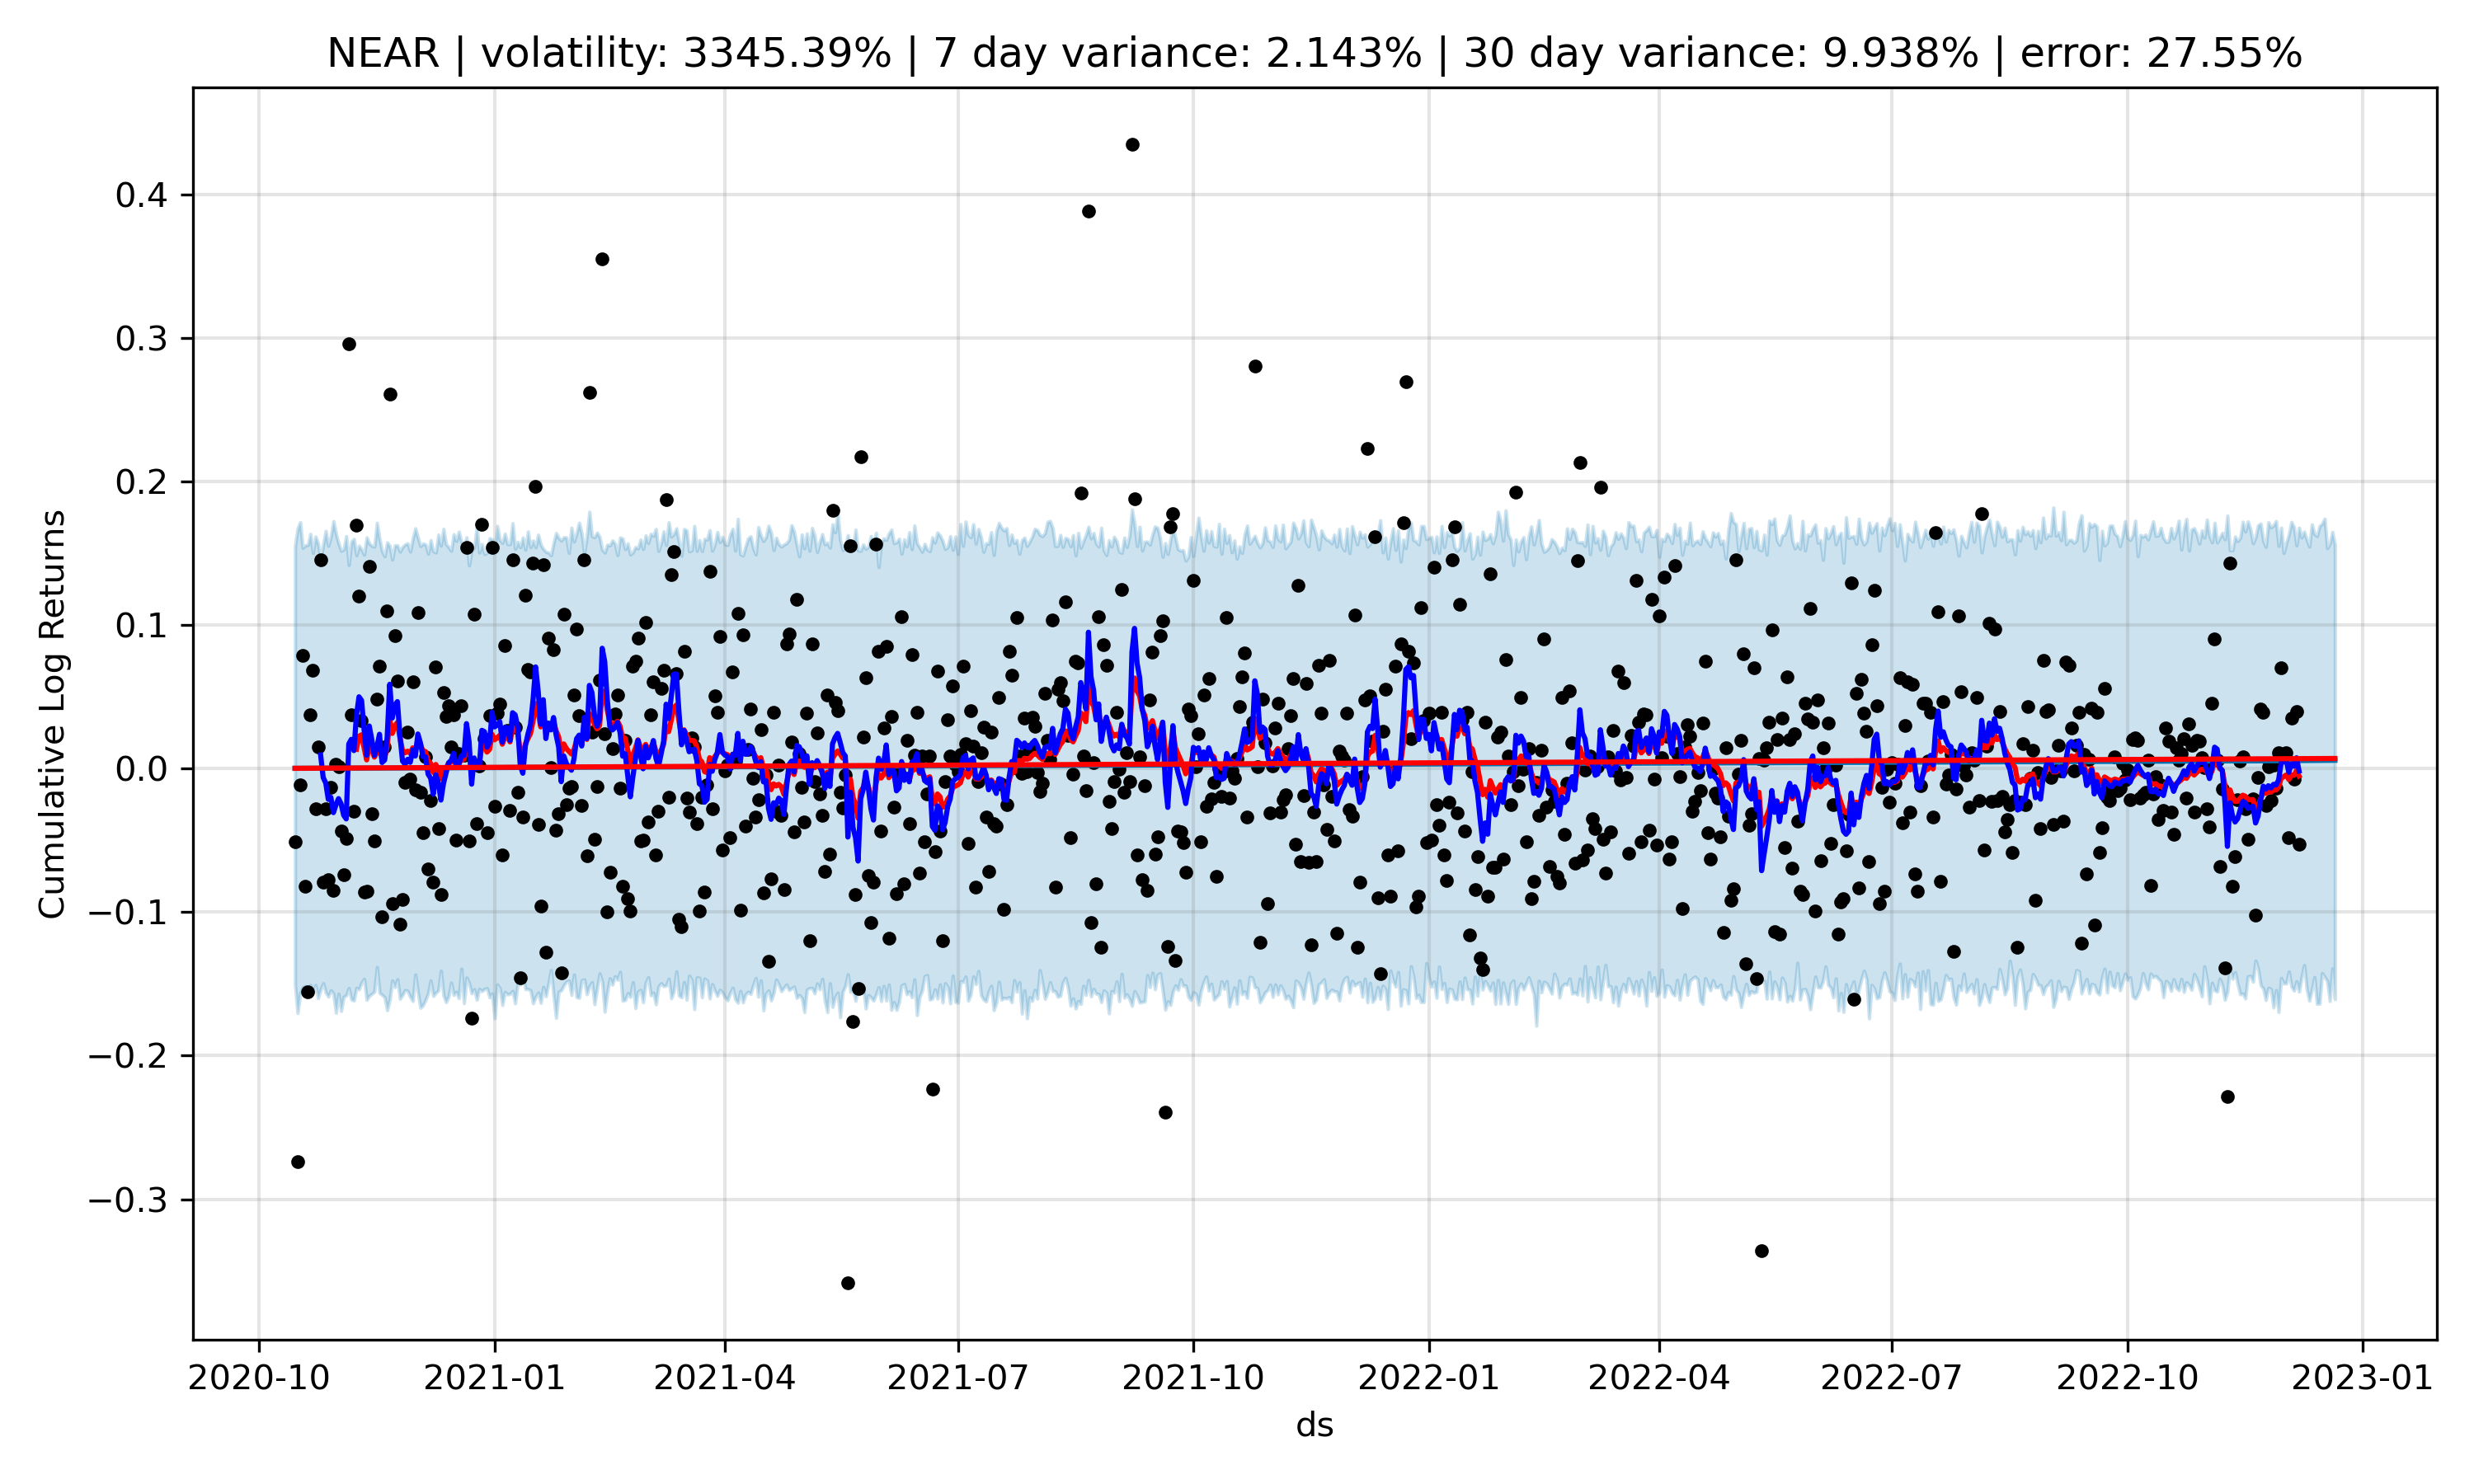 NEAR | volatility: 3345.39% | 7 day variance: 2.143% | 30 day variance: 9.938% | error: 27.55%
Cumulative Log Returns
0.4
0.3
0.2
0.1
0.0
−0.1
−0.2
−0.3
2020-10 2021-01 2021-04 2021-07 2021-10 2022-01 2022-04 2022-07 2022-10 2023-01
ds